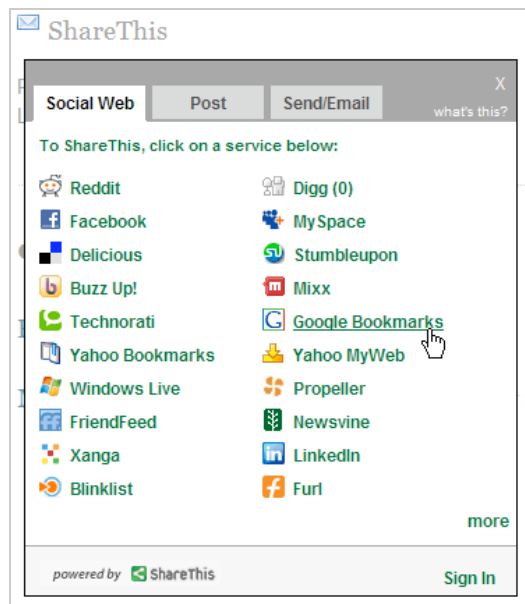 ShareThis
X
Social Web Post Send/Email
what's this?
To ShareThis, click on a service below:
Reddit Digg (0)
Facebook MySpace
Delicious Stumbleupon
Buzz Up! Mixx
Technorati Google Bookmarks
Yahoo Bookmarks Yahoo MyWeb
Windows Live Propeller
FriendFeed Newsvine
Xanga LinkedIn
Blinklist Furl
more
powered by ShareThis
Sign In